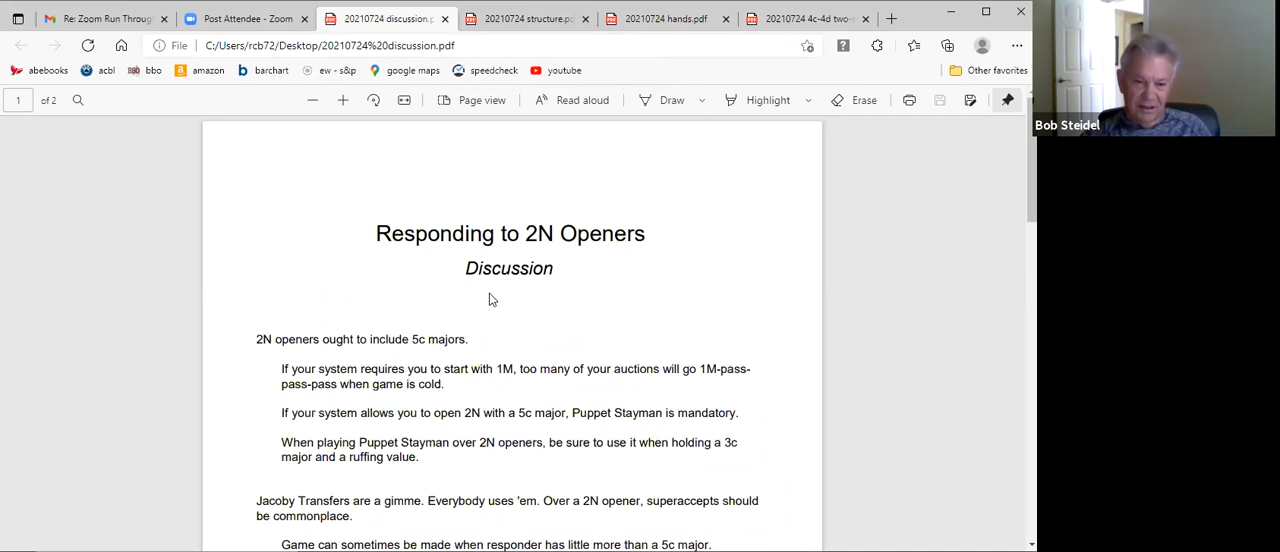 Re: Zoom Run Throug
Post Attendee - Zoom
20210724 discussion.p
20210724 structure.pd
20210724 hands.pdf
20210724 4c-4d two-
File
C:/Users/rcb72/Desktop/20210724%20discussion.pdf
abebooks
acbl
bbo
amazon
barchart
ew - s&p
google maps
speedcheck
youtube
Other favorites
1 of 2
Page view
Read aloud
Draw
Highlight
Erase
Bob Steidel
Responding to 2N Openers
Discussion
2N openers ought to include 5c majors.
If your system requires you to start with 1M, too many of your auctions will go 1M-pass-
pass-pass when game is cold.
If your system allows you to open 2N with a 5c major, Puppet Stayman is mandatory.
When playing Puppet Stayman over 2N openers, be sure to use it when holding a 3c
major and a ruffing value.
Jacoby Transfers are a gimme. Everybody uses 'em. Over a 2N opener, superaccepts should
be commonplace.
Game can sometimes be made when responder has little more than a 5c major.